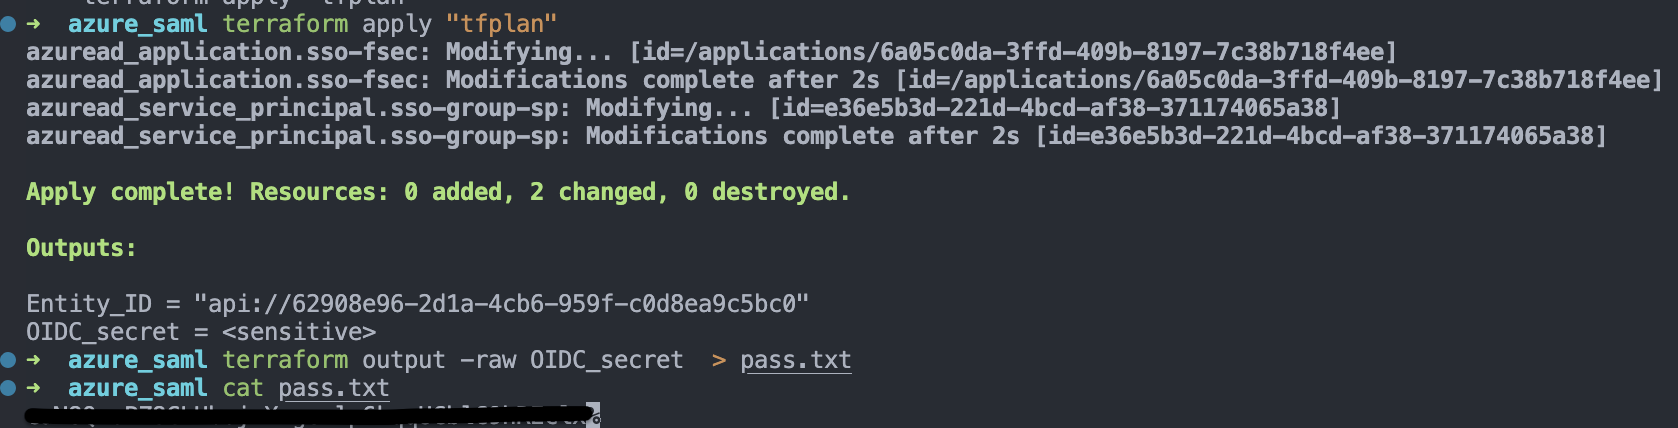 terraform apply "tfplan"
➜ azure_saml terraform apply "tfplan"
azuread_application.sso-fsec: Modifying... [id=/applications/6a05c0da-3ffd-409b-8197-7c38b718f4ee]
azuread_application.sso-fsec: Modifications complete after 2s [id=/applications/6a05c0da-3ffd-409b-8197-7c38b718f4ee]
azuread_service_principal.sso-group-sp: Modifying... [id=e36e5b3d-221d-4bcd-af38-371174065a38]
azuread_service_principal.sso-group-sp: Modifications complete after 2s [id=e36e5b3d-221d-4bcd-af38-371174065a38]
Apply complete! Resources: 0 added, 2 changed, 0 destroyed.
Outputs:
Entity_ID = "api://62908e96-2d1a-4cb6-959f-c0d8ea9c5bc0"
OIDC_secret = <sensitive>
➜ azure_saml terraform output -raw OIDC_secret > pass.txt
➜ azure_saml cat pass.txt
%